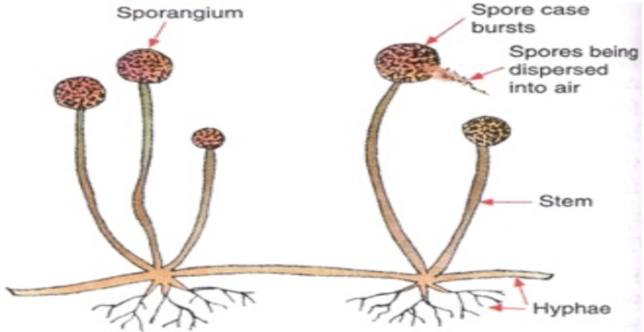 Sporangium
Spore case
bursts
Spores being
dispersed
into air
Stem
Hyphae